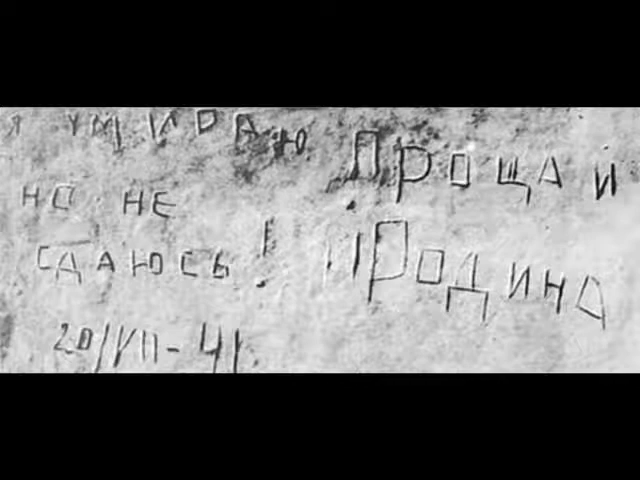 Я УМИРАЮ
НО НЕ
СДАЮСЬ!
ПРОЩАЙ
РОДИНА
20/VII-41